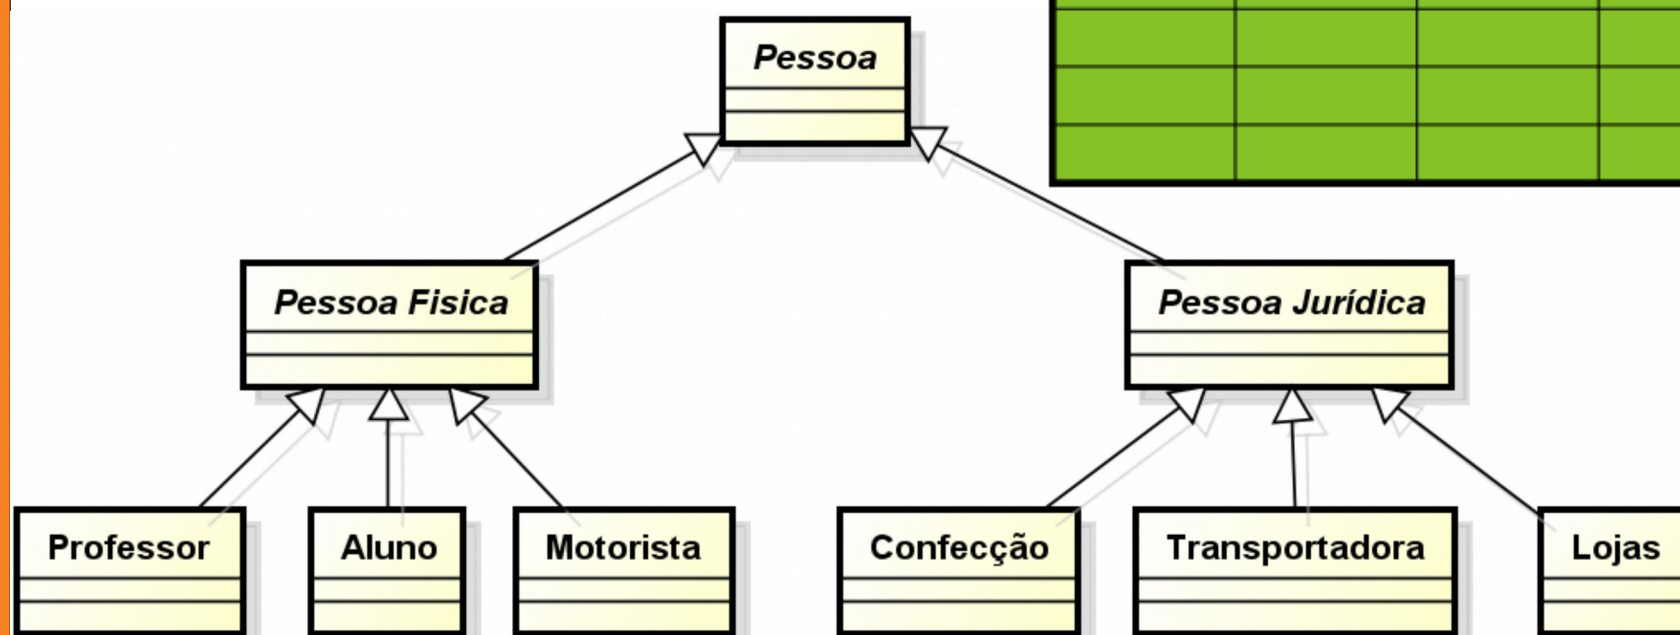 Pessoa
Pessoa Fisica
Pessoa Jurídica
Professor
Aluno
Motorista
Confecção
Transportadora
Lojas